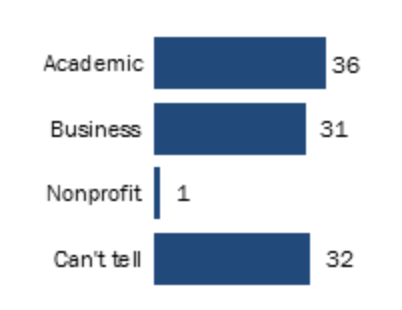 Academic 36
Business 31
Nonprofit 1
Can't tell 32